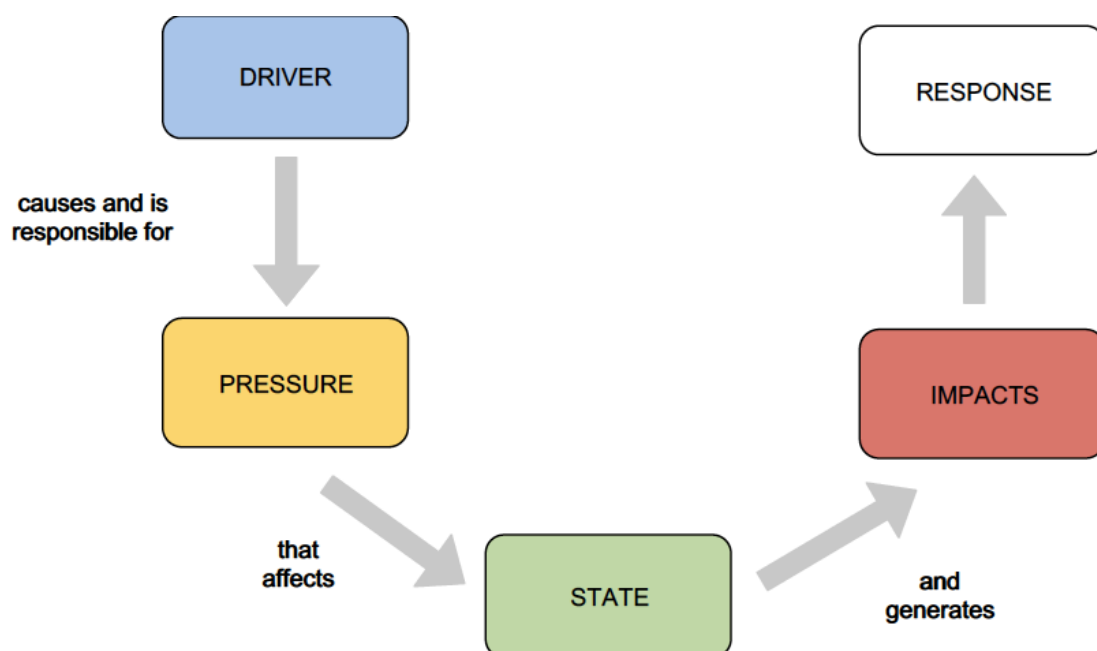 DRIVER
causes and is
responsible for
PRESSURE
that
affects
STATE
and
generates
IMPACTS
RESPONSE